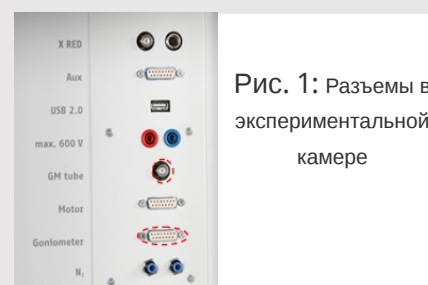 X RED
Aux
USB 2.0
max. 600 V
GM tube
Motor
Goniometer
N₂
Рис. 1: Разъемы в
экспериментальной
камере